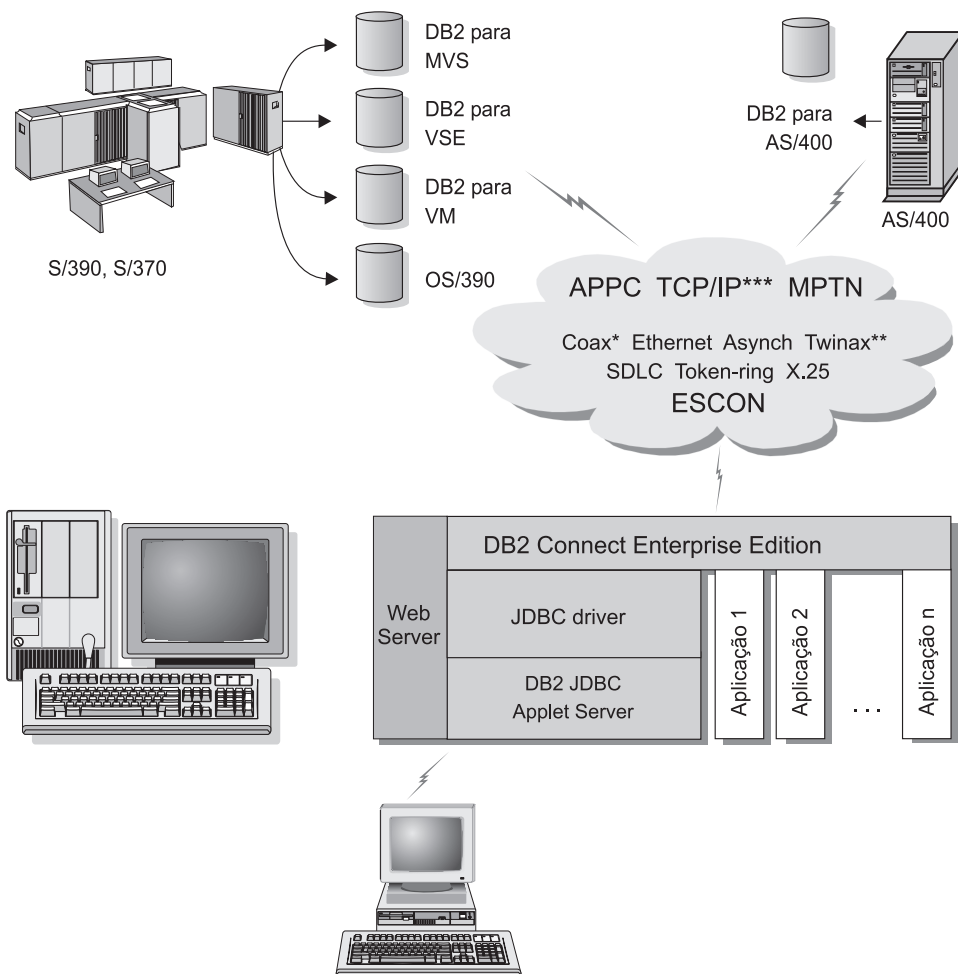 DB2 para
MVS
DB2 para
VSE
DB2 para
VM
OS/390
S/390, S/370
DB2 para
AS/400
AS/400
APPC TCP/IP*** MPTN
Coax* Ethernet Asynch Twinax**
SDLC Token-ring X.25
ESCON
DB2 Connect Enterprise Edition
Web
Server
JDBC driver
DB2 JDBC
Applet Server
Aplicação 1
Aplicação 2
. . .
Aplicação n